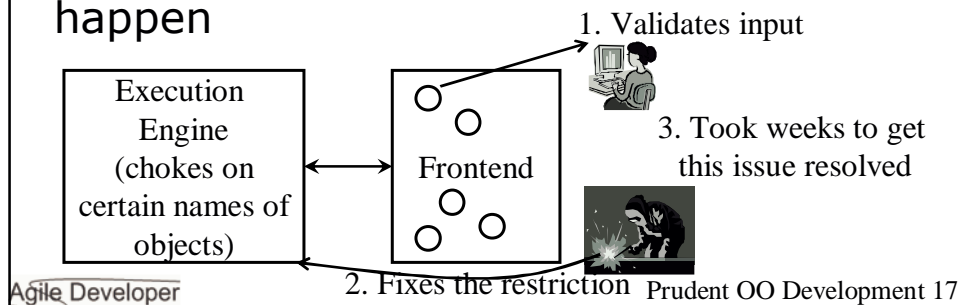 happen
1. Validates input
Execution
Engine
(chokes on
certain names of
objects)
Frontend
3. Took weeks to get
this issue resolved
2. Fixes the restriction
Agile Developer
Prudent OO Development 17